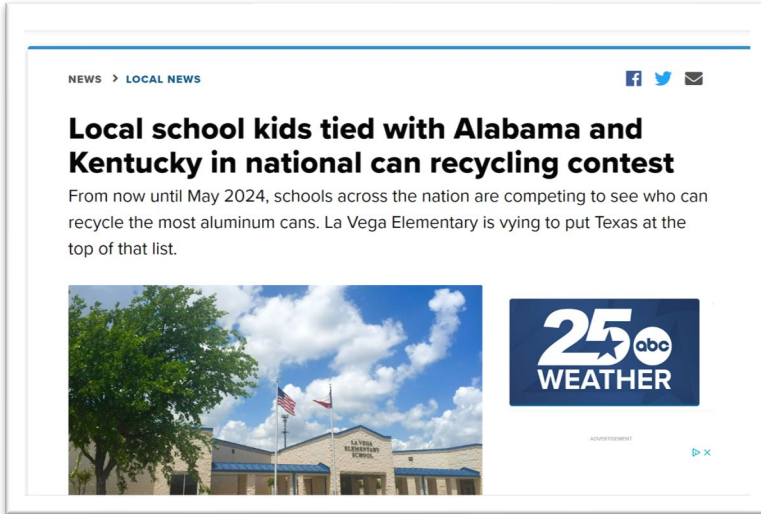 NEWS > LOCAL NEWS
Local school kids tied with Alabama and
Kentucky in national can recycling contest
From now until May 2024, schools across the nation are competing to see who can
recycle the most aluminum cans. La Vega Elementary is vying to put Texas at the
top of that list.
25 abc
WEATHER
LA VEGA
ELEMENTARY
SCHOOL
ADVERTISEMENT